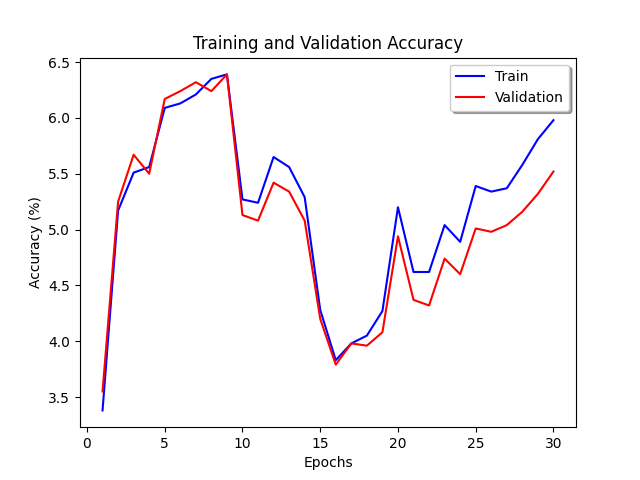 Training and Validation Accuracy
Train
Validation
6.5
6.0
5.5
5.0
4.5
4.0
3.5
Accuracy (%)
0 5 10 15 20 25 30
Epochs